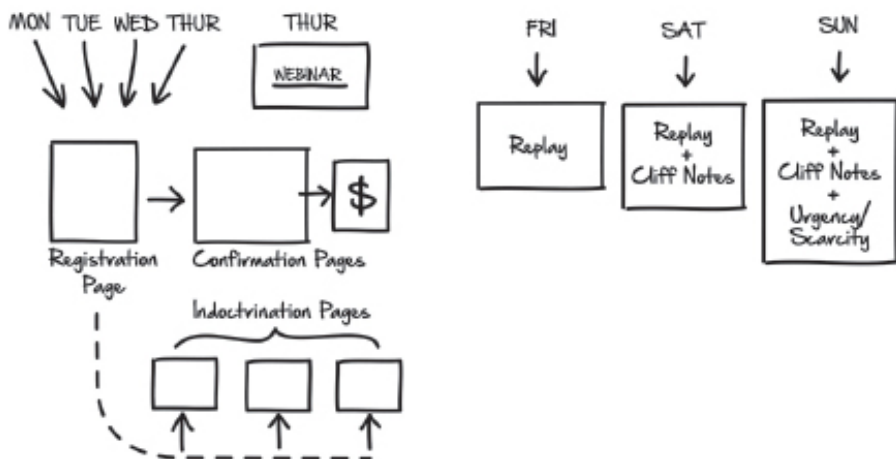 MON TUE WED THUR
THUR
WEBINAR
$
Registration
Page
Confirmation Pages
Indoctrination Pages
FRI
SAT
SUN
Replay
Replay
+
Cliff Notes
Replay
+
Cliff Notes
+
Urgency/
Scarcity